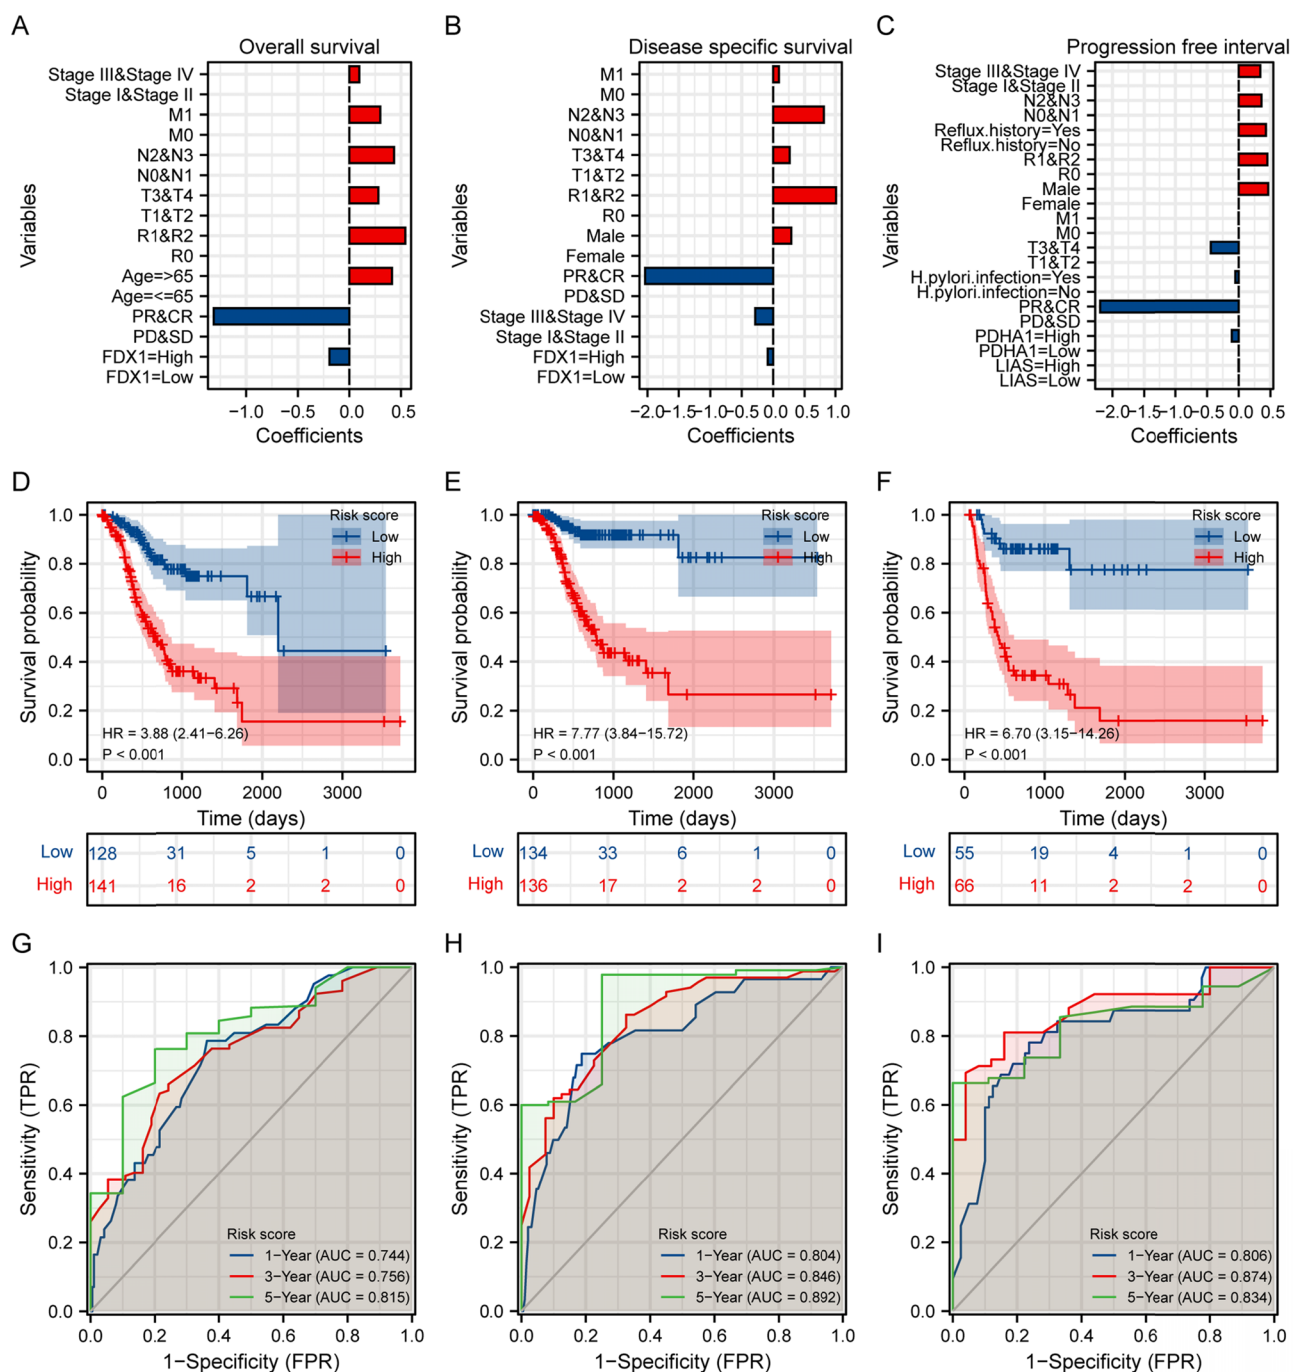 A
Overall survival
Variables
Stage III&Stage IV
Stage I&Stage II
M1
M0
N2&N3
N0&N1
T3&T4
T1&T2
R1&R2
R0
Age=>65
Age=<=65
PR&CR
PD&SD
FDX1=High
FDX1=Low
−1.0 −0.5 0.0 0.5
Coefficients
B
Disease specific survival
Variables
M1
M0
N2&N3
N0&N1
T3&T4
T1&T2
R1&R2
R0
Male
Female
PR&CR
PD&SD
Stage III&Stage IV
Stage I&Stage II
FDX1=High
FDX1=Low
−2.0 −1.5 −1.0 −0.5 0.0 0.5 1.0
Coefficients
C
Progression free interval
Variables
Stage III&Stage IV
Stage I&Stage II
N2&N3
N0&N1
Reflux.history=Yes
Reflux.history=No
R1&R2
R0
Male
Female
M1
M0
T3&T4
T1&T2
H.pylori.infection=Yes
H.pylori.infection=No
PR&CR
PD&SD
PDHA1=High
PDHA1=Low
LIAS=High
LIAS=Low
−2.0 −1.5 −1.0 −0.5 0.0 0.5
Coefficients
D
Survival probability
1.0
0.8
0.6
0.4
0.2
0.0
Risk score
Low
High
HR = 3.88 (2.41−6.26)
P < 0.001
0 1000 2000 3000
Time (days)
Low 128 31 5 1 0
High 141 16 2 2 0
E
Survival probability
1.0
0.8
0.6
0.4
0.2
0.0
Risk score
Low
High
HR = 7.77 (3.84−15.72)
P < 0.001
0 1000 2000 3000
Time (days)
134 33 6 1 0
136 17 2 2 0
F
Survival probability
1.0
0.8
0.6
0.4
0.2
0.0
Risk score
Low
High
HR = 6.70 (3.15−14.26)
P < 0.001
0 1000 2000 3000
Time (days)
Low 55 19 4 1 0
High 66 11 2 2 0
G
Sensitivity (TPR)
1.0
0.8
0.6
0.4
0.2
0.0
Risk score
1−Year (AUC = 0.744)
3−Year (AUC = 0.756)
5−Year (AUC = 0.815)
0.0 0.2 0.4 0.6 0.8 1.0
1−Specificity (FPR)
H
Sensitivity (TPR)
1.0
0.8
0.6
0.4
0.2
0.0
Risk score
1−Year (AUC = 0.804)
3−Year (AUC = 0.846)
5−Year (AUC = 0.892)
0.0 0.2 0.4 0.6 0.8 1.0
1−Specificity (FPR)
I
Sensitivity (TPR)
1.0
0.8
0.6
0.4
0.2
0.0
Risk score
1−Year (AUC = 0.806)
3−Year (AUC = 0.874)
5−Year (AUC = 0.834)
0.0 0.2 0.4 0.6 0.8 1.0
1−Specificity (FPR)